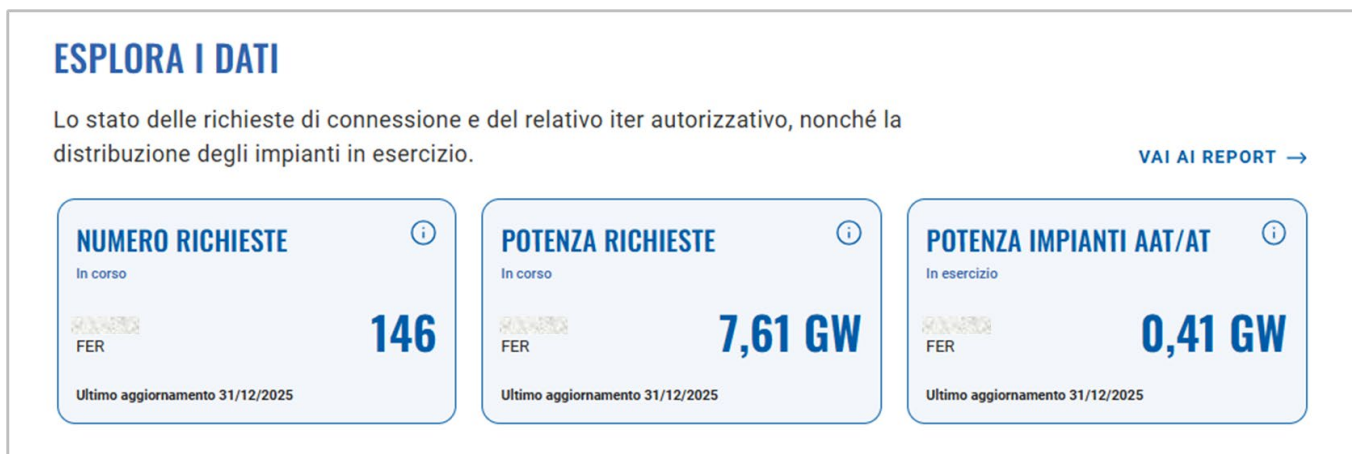 ESPLORA I DATI
Lo stato delle richieste di connessione e del relativo iter autorizzativo, nonché la
distribuzione degli impianti in esercizio.
VAI AI REPORT →
NUMERO RICHIESTE
In corso
FER
146
Ultimo aggiornamento 31/12/2025
POTENZA RICHIESTE
In corso
FER
7,61 GW
Ultimo aggiornamento 31/12/2025
POTENZA IMPIANTI AAT/AT
In esercizio
FER
0,41 GW
Ultimo aggiornamento 31/12/2025